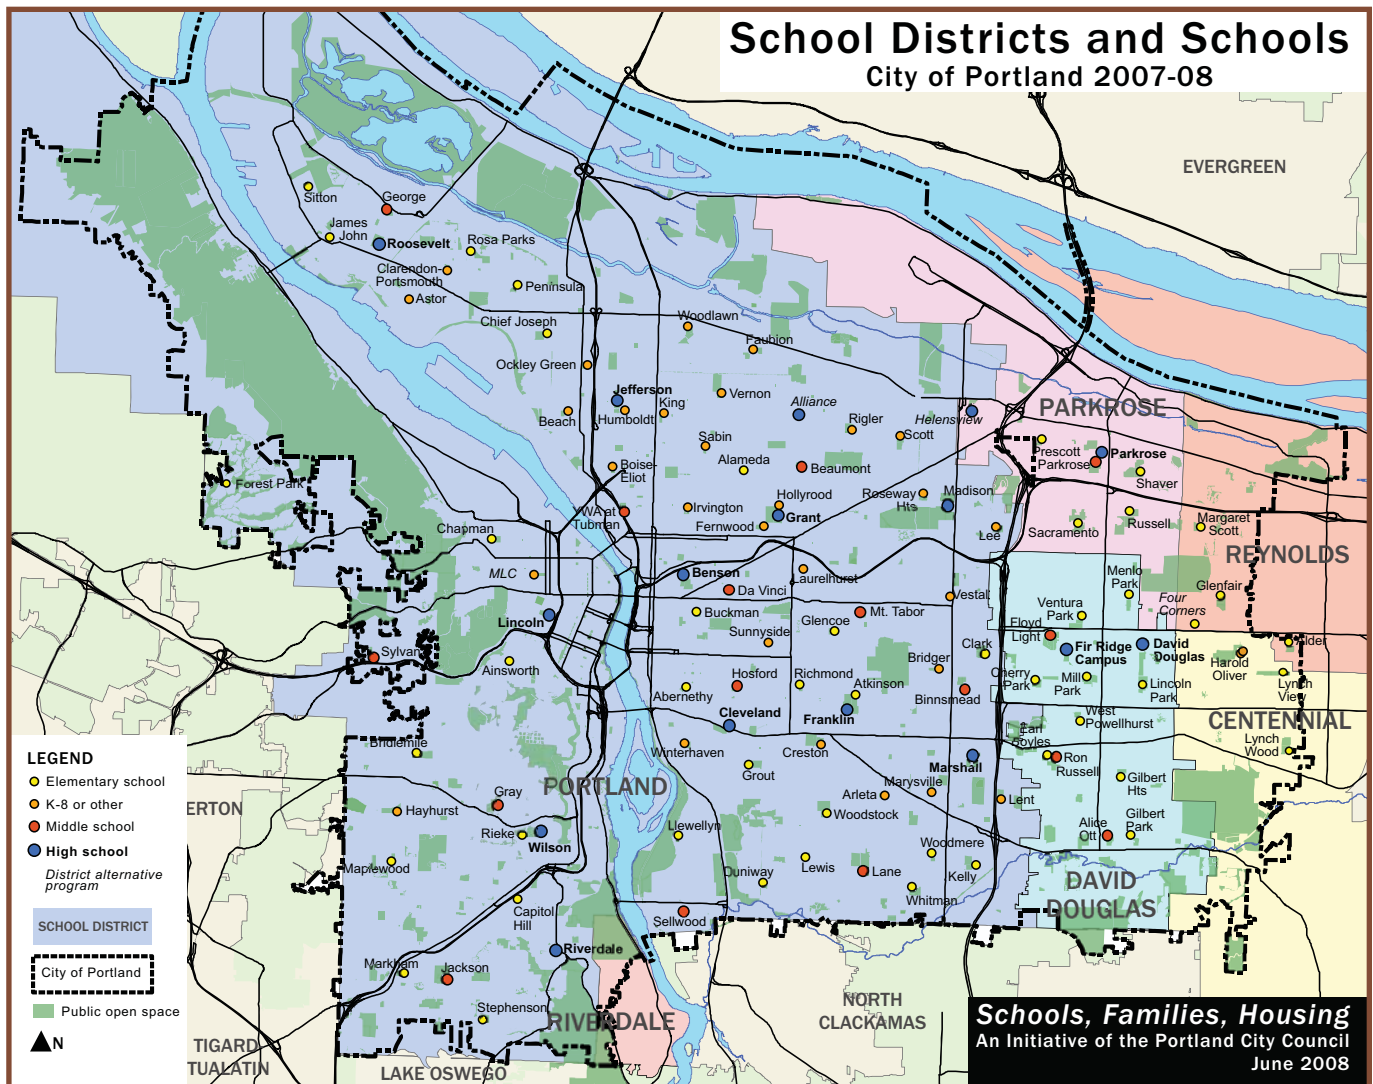 School Districts and Schools
City of Portland 2007-08
EVERGREEN
Sitton
George
James
John
Roosevelt
Rosa Parks
Clarendon-
Portsmouth
Astor
Peninsula
Chief Joseph
Woodlawn
Faubion
Ockley Green
Jefferson
King
Vernon
Alliance
Beach
Humboldt
Rigler
Helensview
Scott
PARKROSE
Sabin
Alameda
Beaumont
Boise-
Eliot
Prescott
Parkrose
Parkrose
Shaver
Forest Park
Irvington
Hollyrood
Grant
Fernwood
Roseway
Hts
Madison
YWA at
Tubman
Chapman
Lee
Sacramento
Russell
Margaret
Scott
REYNOLDS
MLC
Benson
Da Vinci
Laurelhurst
Vestal
Menlo
Park
Glenfair
Four
Corners
Ventura
Park
Lincoln
Buckman
Sunnyside
Glencoe
Mt. Tabor
Floyd
Light
Fir Ridge
Campus
David
Douglas
Alder
Harold
Oliver
Sylvan
Ainsworth
Clark
Bridger
Binnsmead
Cherry
Park
Mill
Park
Lincoln
Park
Lynch
View
Abernethy
Hosford
Richmond
Atkinson
Cleveland
Franklin
West
Powellhurst
CENTENNIAL
Bridlemile
Winterhaven
Creston
Earl
Boyles
Lynch
Wood
Grout
Marshall
Ron
Russell
PORTLAND
Gilbert
Hts
Marysville
Arleta
Lent
Gray
Hayhurst
Woodstock
Rieke
Wilson
Llewellyn
Alice
Ott
Gilbert
Park
Maplewood
Woodmere
Duniway
Lewis
Lane
Kelly
Whitman
DAVID
DOUGLAS
Capitol
Hill
Sellwood
Riverdale
Markham
Jackson
Stephenson
RIVERDALE
NORTH
CLACKAMAS
ERTON
TIGARD
TUALATIN
LAKE OSWEGO
LEGEND
Elementary school
K-8 or other
Middle school
High school
District alternative
program
SCHOOL DISTRICT
City of Portland
Public open space
N
Schools, Families, Housing
An Initiative of the Portland City Council
June 2008